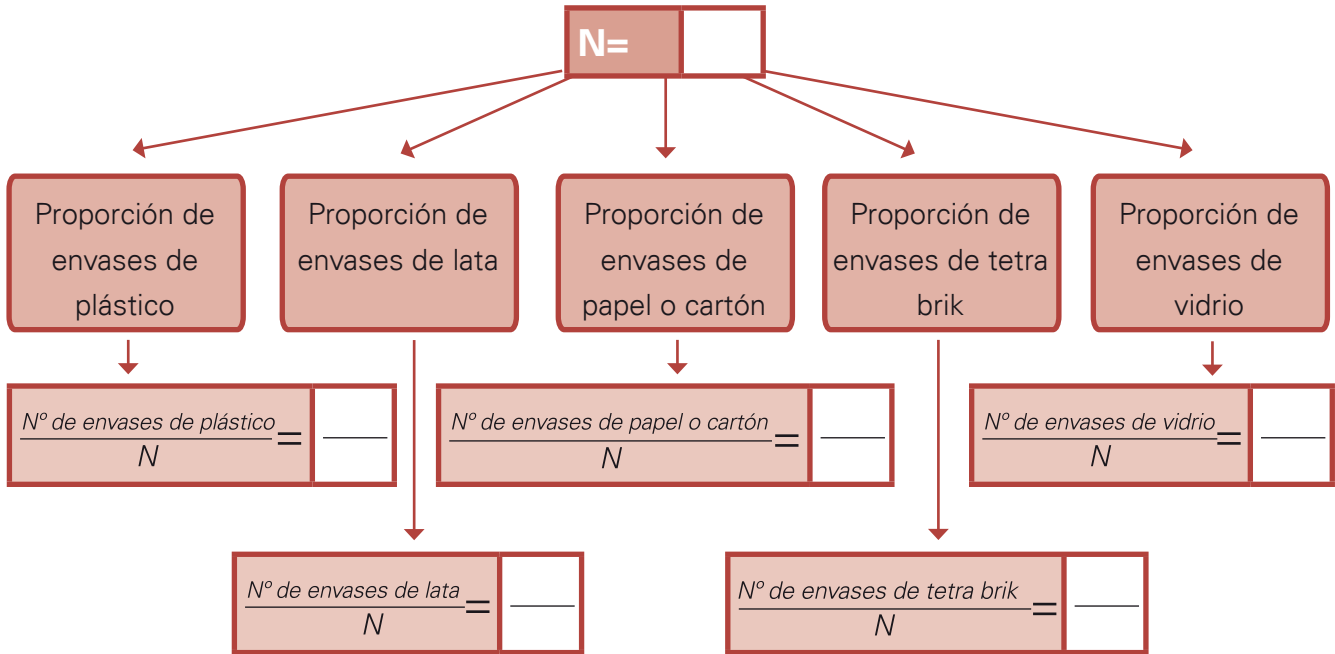 N=
Proporción de
envases de
plástico
Proporción de
envases de lata
Proporción de
envases de
papel o cartón
Proporción de
envases de tetra
brik
Proporción de
envases de
vidrio
Nº de envases de plástico
N
=
Nº de envases de papel o cartón
N
=
Nº de envases de vidrio
N
=
Nº de envases de lata
N
=
Nº de envases de tetra brik
N
=